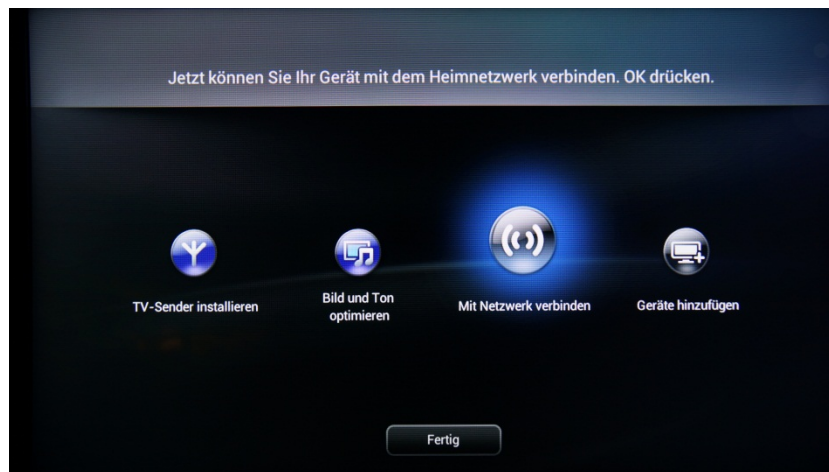 Jetzt können Sie Ihr Gerät mit dem Heimnetzwerk verbinden. OK drücken.
TV-Sender installieren
Bild und Ton
optimieren
Mit Netzwerk verbinden
Geräte hinzufügen
Fertig